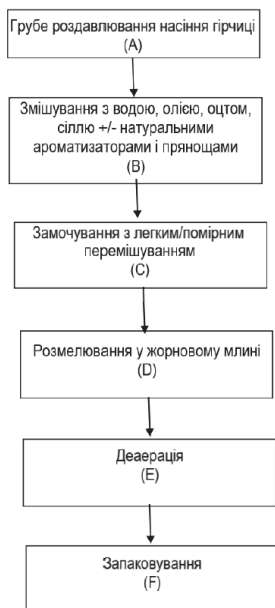 Грубе роздавлювання насіння гірчиці
(A)
Змішування з водою, олією, оцтом,
сіллю +/- натуральними
ароматизаторами і прянощами
(B)
Замочування з легким/помірним
перемішуванням
(C)
Розмелювання у жорновому млині
(D)
Деаерація
(E)
Запаковування
(F)